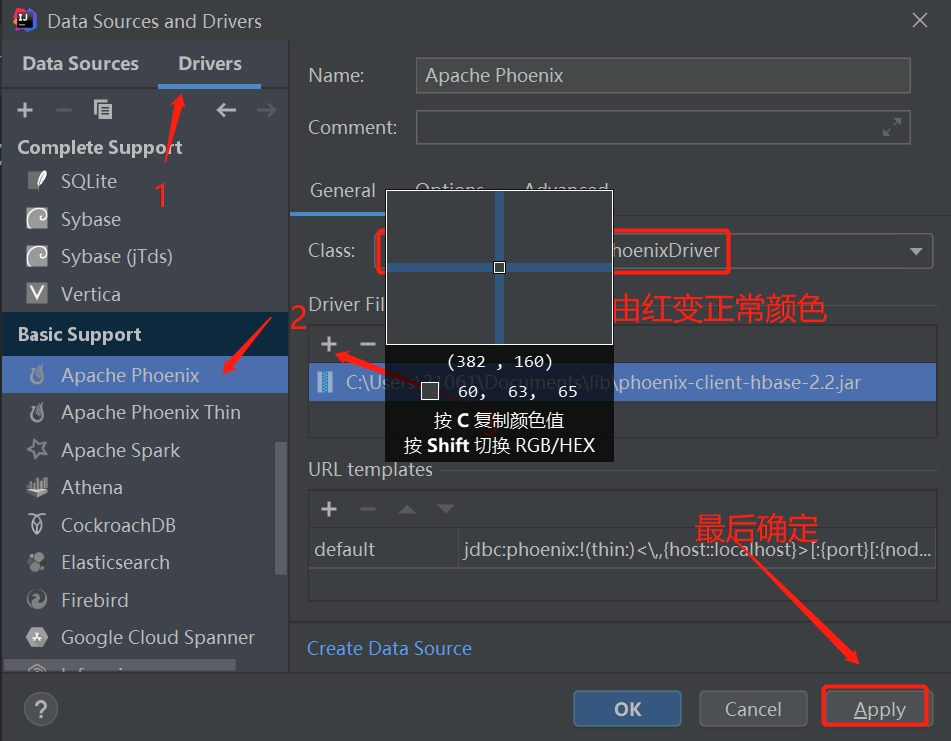 Data Sources and Drivers
Data Sources
Drivers
Name:
Apache Phoenix
Comment:
Complete Support
SQLite
1
Sybase
Sybase (jTds)
Vertica
General
Options
Advanced
Class:
hoenixDriver
Driver Fil
2
由红变正常颜色
Basic Support
Apache Phoenix
Apache Phoenix Thin
Apache Spark
Athena
CockroachDB
Elasticsearch
Firebird
Google Cloud Spanner
C:\Users\21061\Documents\lib\phoenix-client-hbase-2.2.jar
(382 , 160)
60, 63, 65
按 C 复制颜色值
按 Shift 切换 RGB/HEX
URL templates
最后确定
default
jdbc:phoenix:!(thin:)<\,,{host::localhost}>[:{port}[:{nod...
Create Data Source
?
OK
Cancel
Apply